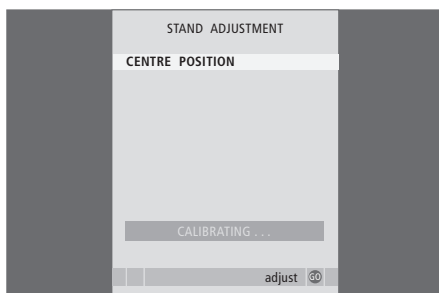 STAND ADJUSTMENT
CENTRE POSITION
CALIBRATING . . .
adjust GO